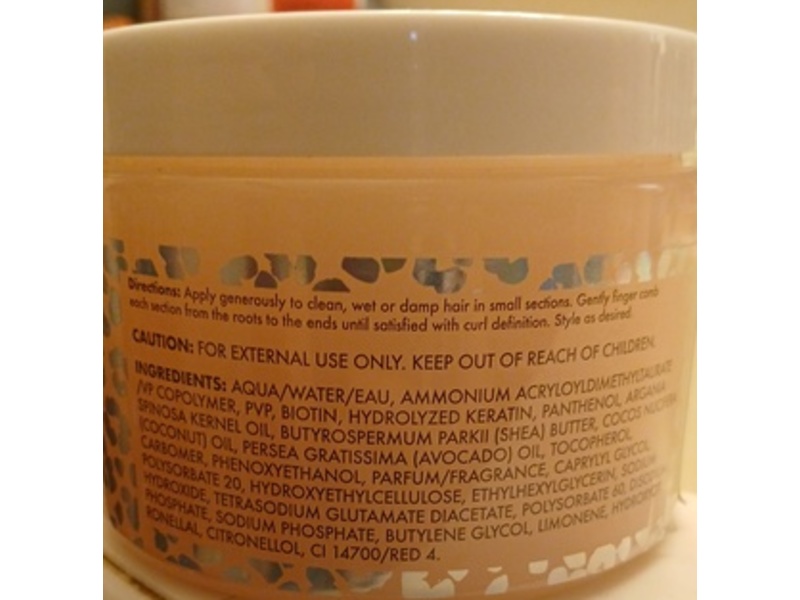 Directions: Apply generously to clean, wet or damp hair in small sections. Gently finger comb
each section from the roots to the ends until satisfied with curl definition. Style as desired.
CAUTION: FOR EXTERNAL USE ONLY. KEEP OUT OF REACH OF CHILDREN.
INGREDIENTS: AQUA/WATER/EAU, AMMONIUM ACRYLOYLDIMETHYLTAURATE
/VP COPOLYMER, PVP, BIOTIN, HYDROLYZED KERATIN, PANTHENOL, ARGANIA
SPINOSA KERNEL OIL, BUTYROSPERMUM PARKII (SHEA) BUTTER, COCOS NUCIFERA
(COCONUT) OIL, PERSEA GRATISSIMA (AVOCADO) OIL, TOCOPHEROL,
CARBOMER, PHENOXYETHANOL, PARFUM/FRAGRANCE, CAPRYLYL GLYCOL,
POLYSORBATE 20, HYDROXYETHYLCELLULOSE, ETHYLHEXYLGLYCERIN, SODIUM
HYDROXIDE, TETRASODIUM GLUTAMATE DIACETATE, POLYSORBATE 60, DISODIUM
PHOSPHATE, SODIUM PHOSPHATE, BUTYLENE GLYCOL, LIMONENE, HYDROXYCIT
RONELLAL, CITRONELLOL, CI 14700/RED 4.